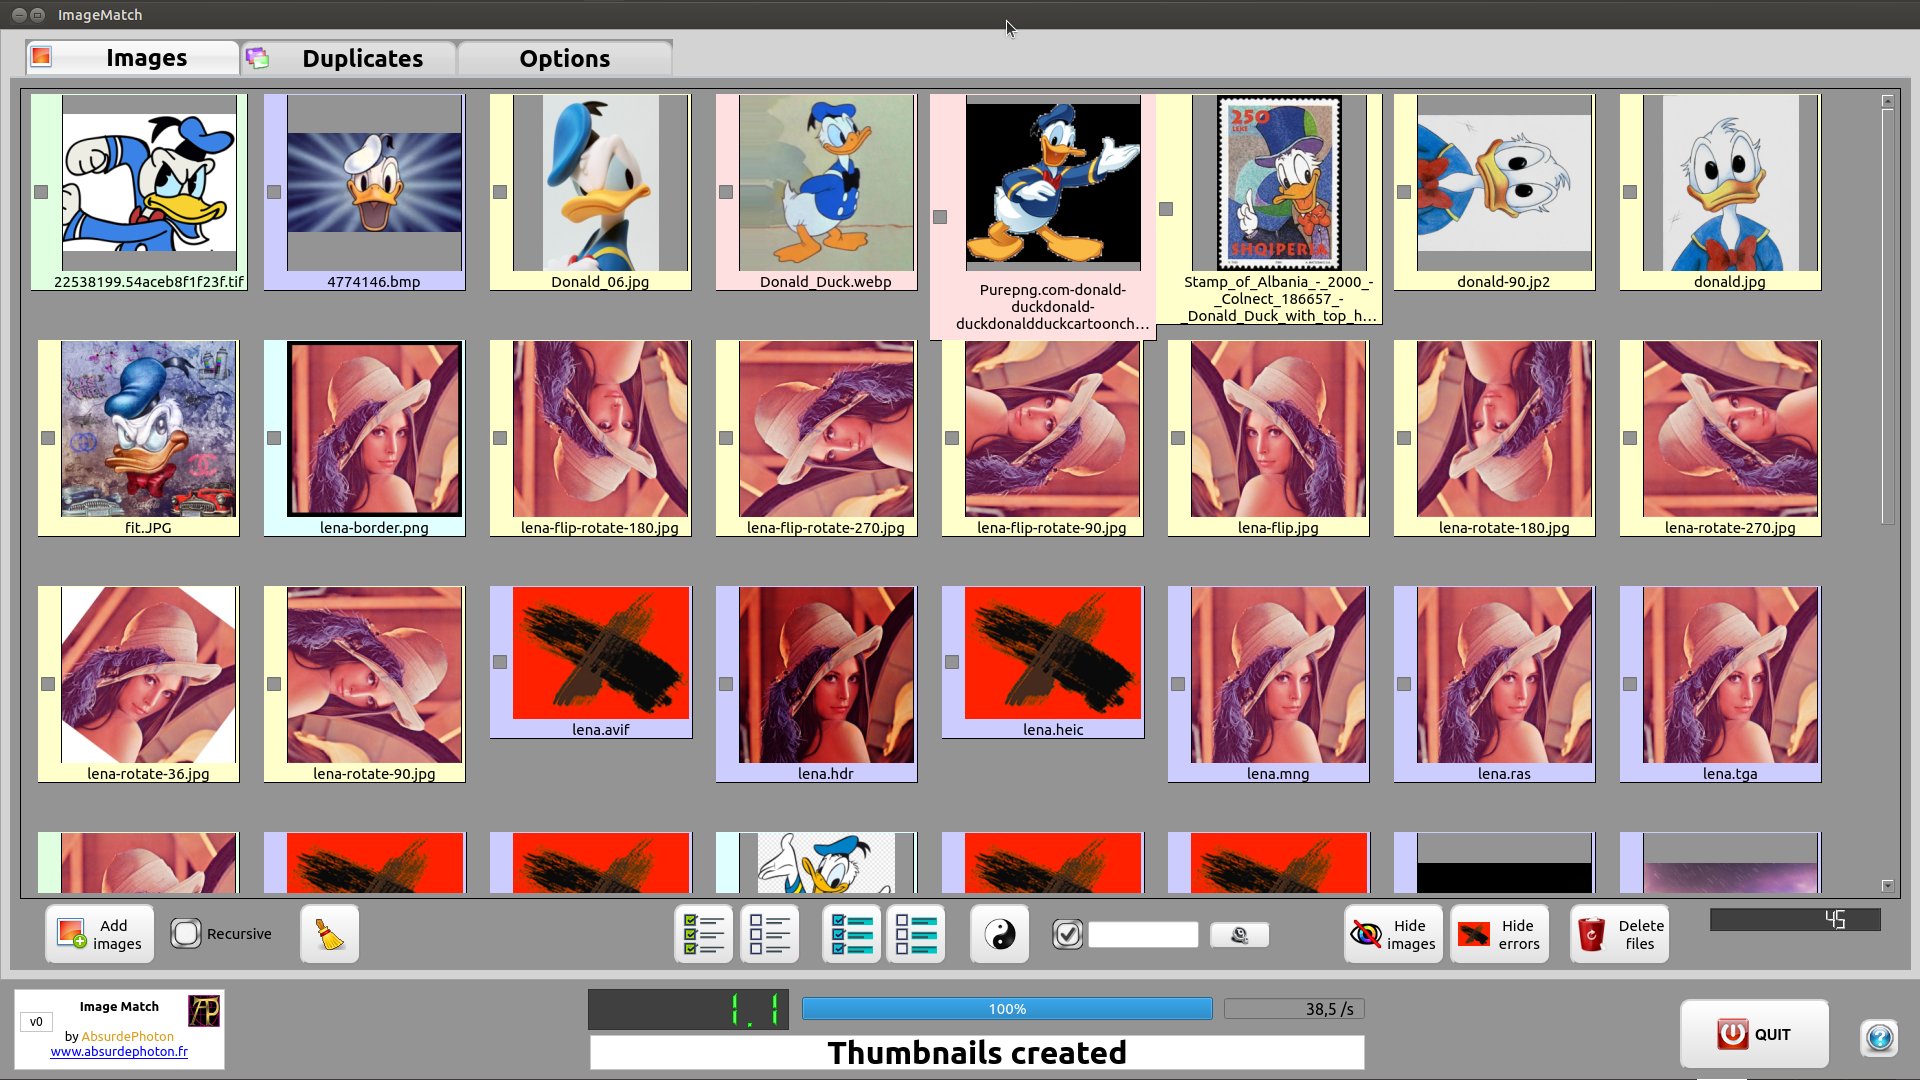 ImageMatch
Images
Duplicates
Options
250
LEKE
SHQIPERIA
22538199.54aceb8f1f23f.tif
4774146.bmp
Donald_06.jpg
Donald_Duck.webp
Purepng.com-donald-
duckdonald-
duckdonaldduckcartoonch...
Stamp_of_Albania_-_2000_-
_Colnect_186657_-
_Donald_Duck_with_top_h...
donald-90.jp2
donald.jpg
fit.JPG
lena-border.png
lena-flip-rotate-180.jpg
lena-flip-rotate-270.jpg
lena-flip-rotate-90.jpg
lena-flip.jpg
lena-rotate-180.jpg
lena-rotate-270.jpg
lena-rotate-36.jpg
lena-rotate-90.jpg
lena.avif
lena.hdr
lena.heic
lena.mng
lena.ras
lena.tga
Add
images
Recursive
Hide
images
Hide
errors
Delete
files
45
Image Match
v0
by AbsurdePhoton
www.absurdephoton.fr
1.1
100%
38,5 /s
Thumbnails created
QUIT